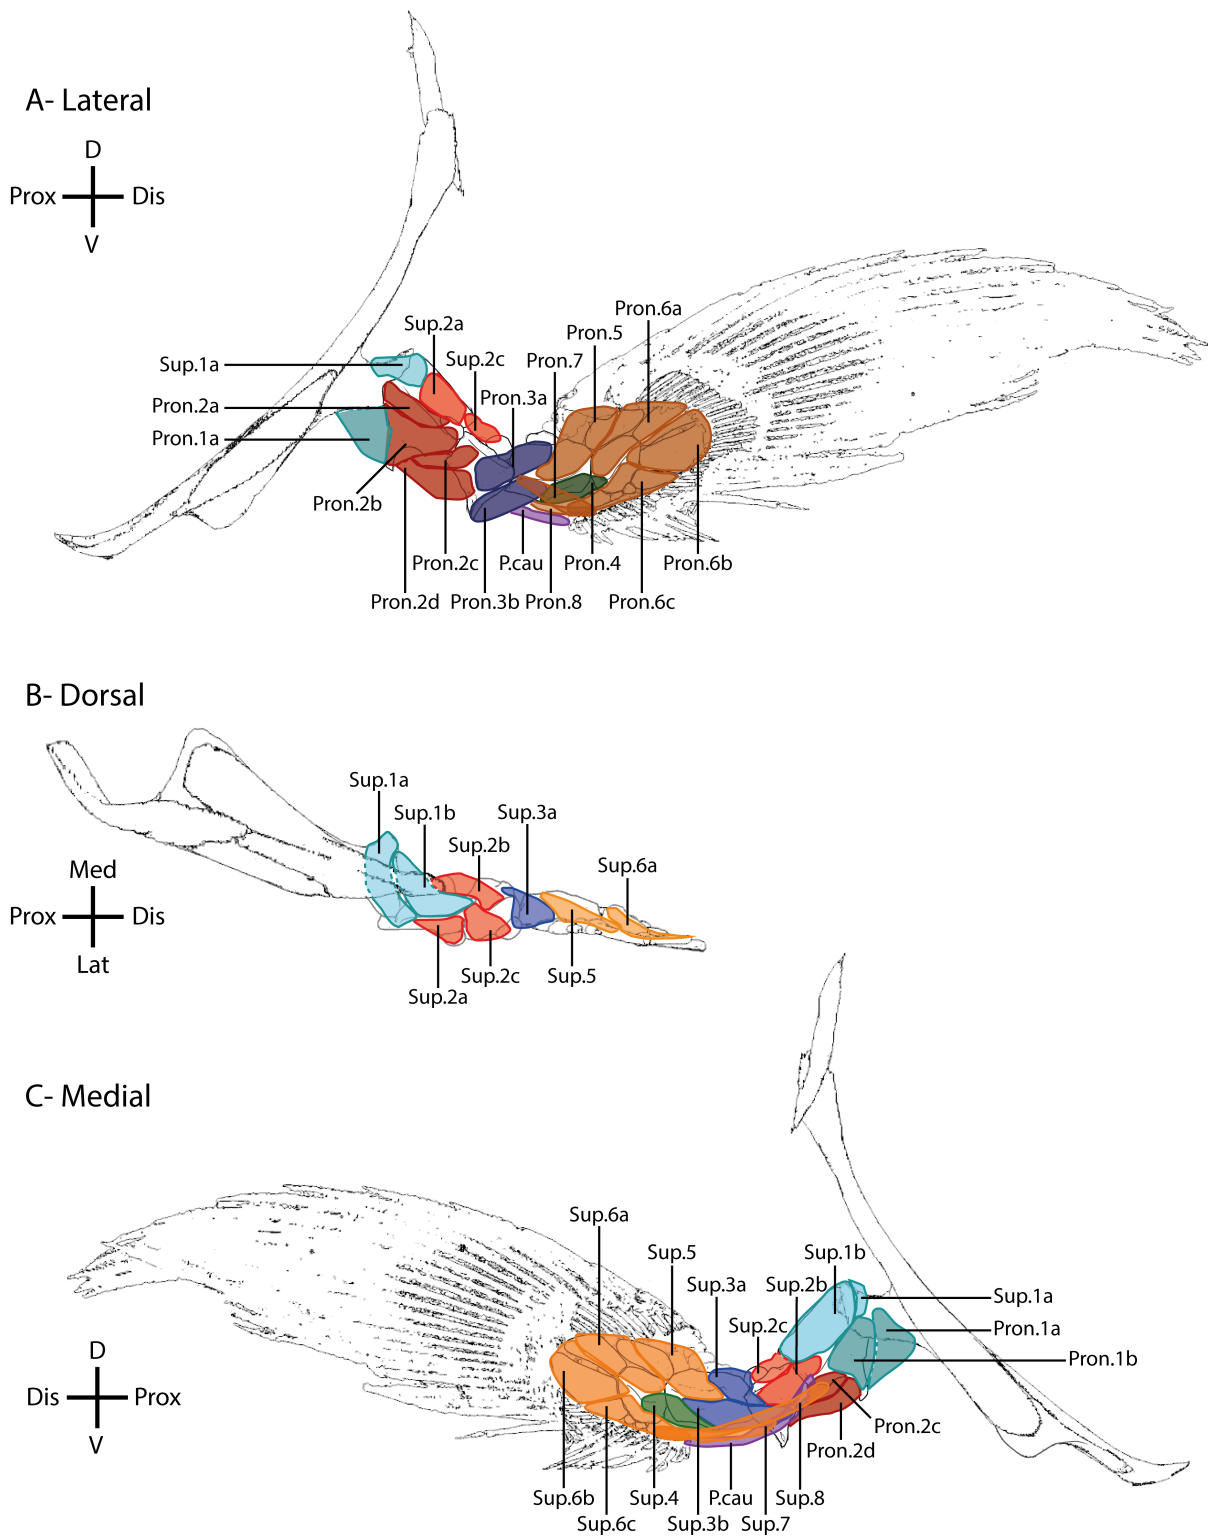 A- Lateral
D
Prox Dis
V
Pron.6a
Sup.2a
Pron.5
Sup.2c
Pron.7
Sup.1a
Pron.3a
Pron.2a
Pron.1a
Pron.2b
Pron.2c
P.cau
Pron.4
Pron.6b
Pron.2d
Pron.3b
Pron.8
Pron.6c
B- Dorsal
Sup.1a
Sup.1b
Sup.3a
Sup.2b
Sup.6a
Med
Prox Dis
Lat
Sup.2c
Sup.5
Sup.2a
C- Medial
Sup.6a
Sup.5
Sup.1b
Sup.3a
Sup.2b
Sup.1a
Sup.2c
Pron.1a
Pron.1b
D
Dis Prox
V
Pron.2c
Pron.2d
Sup.6b
Sup.4
P.cau
Sup.8
Sup.6c
Sup.3b
Sup.7